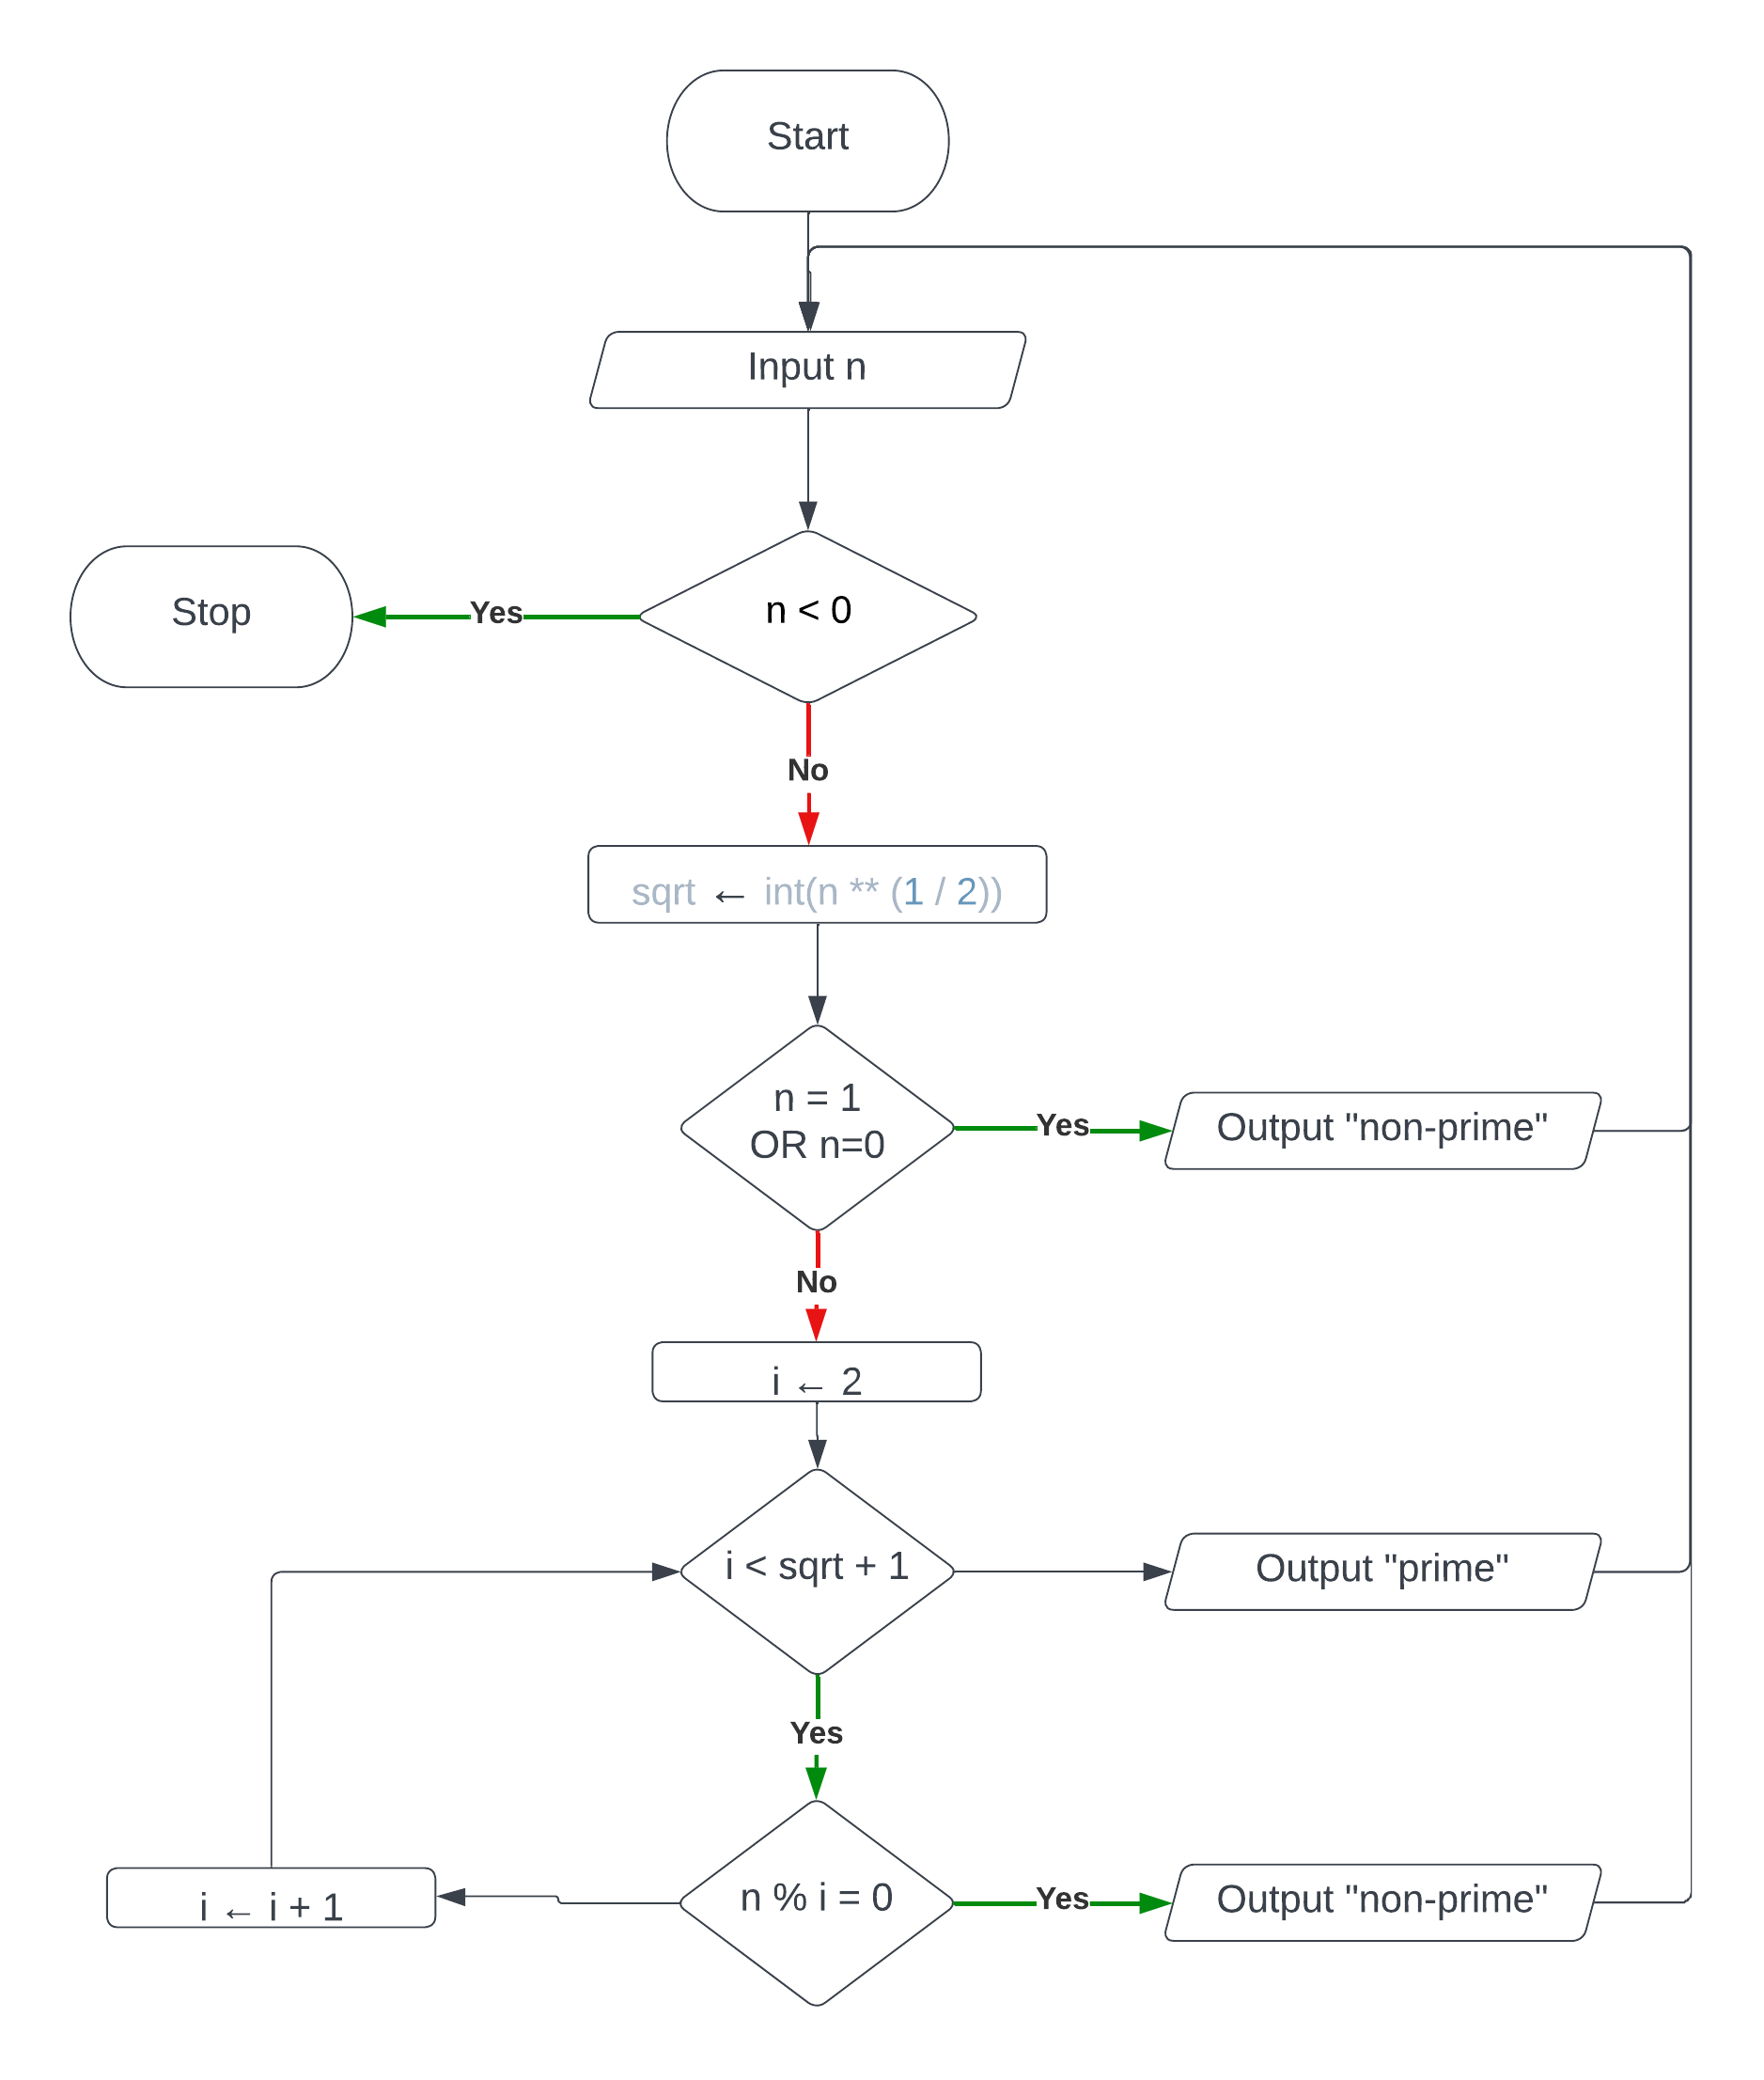 Start
Input n
n < 0
Yes
Stop
No
sqrt ← int(n ** (1 / 2))
n = 1
OR n=0
Yes
Output "non-prime"
No
i ← 2
i < sqrt + 1
Output "prime"
Yes
n % i = 0
Yes
Output "non-prime"
i ← i + 1